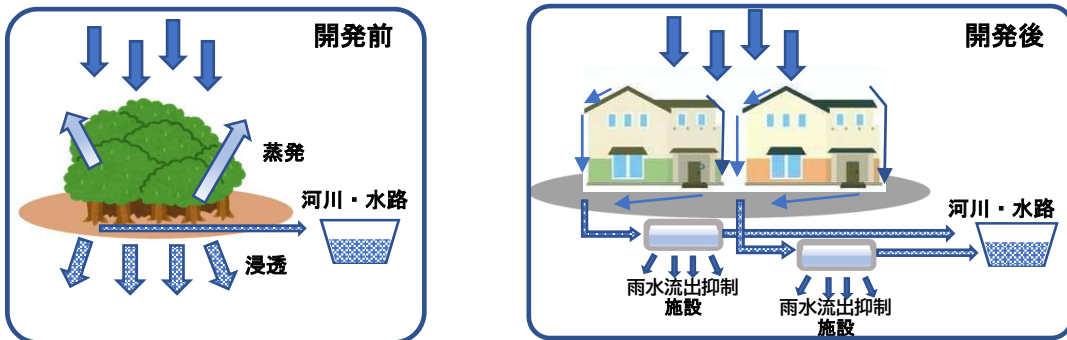 開発前
蒸発
河川・水路
浸透
開発後
河川・水路
雨水流出抑制
施設
雨水流出抑制
施設